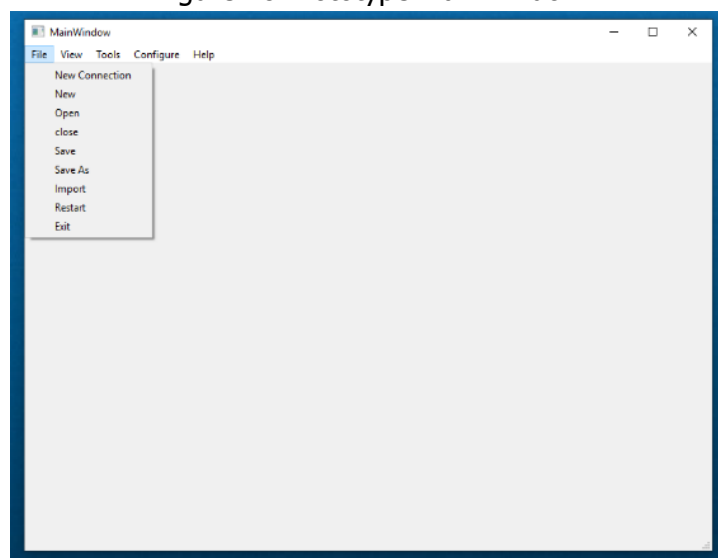 MainWindow
File View Tools Configure Help
New Connection
New
Open
close
Save
Save As
Import
Restart
Exit